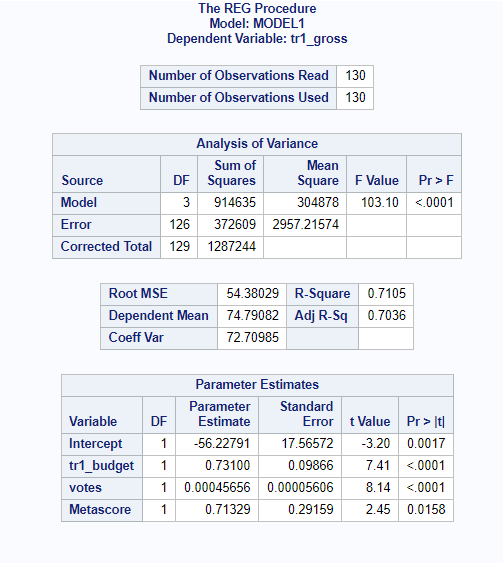 The REG Procedure
Model: MODEL1
Dependent Variable: tr1_gross
Number of Observations Read 130
Number of Observations Used 130
Analysis of Variance
Source DF Sum of Squares Mean Square F Value Pr > F
Model 3 914635 304878 103.10 <.0001
Error 126 372609 2957.21574
Corrected Total 129 1287244
Root MSE 54.38029 R-Square 0.7105
Dependent Mean 74.79082 Adj R-Sq 0.7036
Coeff Var 72.70985
Parameter Estimates
Variable DF Parameter Estimate Standard Error t Value Pr > |t|
Intercept 1 -56.22791 17.56572 -3.20 0.0017
tr1_budget 1 0.73100 0.09866 7.41 <.0001
votes 1 0.00045656 0.00005606 8.14 <.0001
Metascore 1 0.71329 0.29159 2.45 0.0158